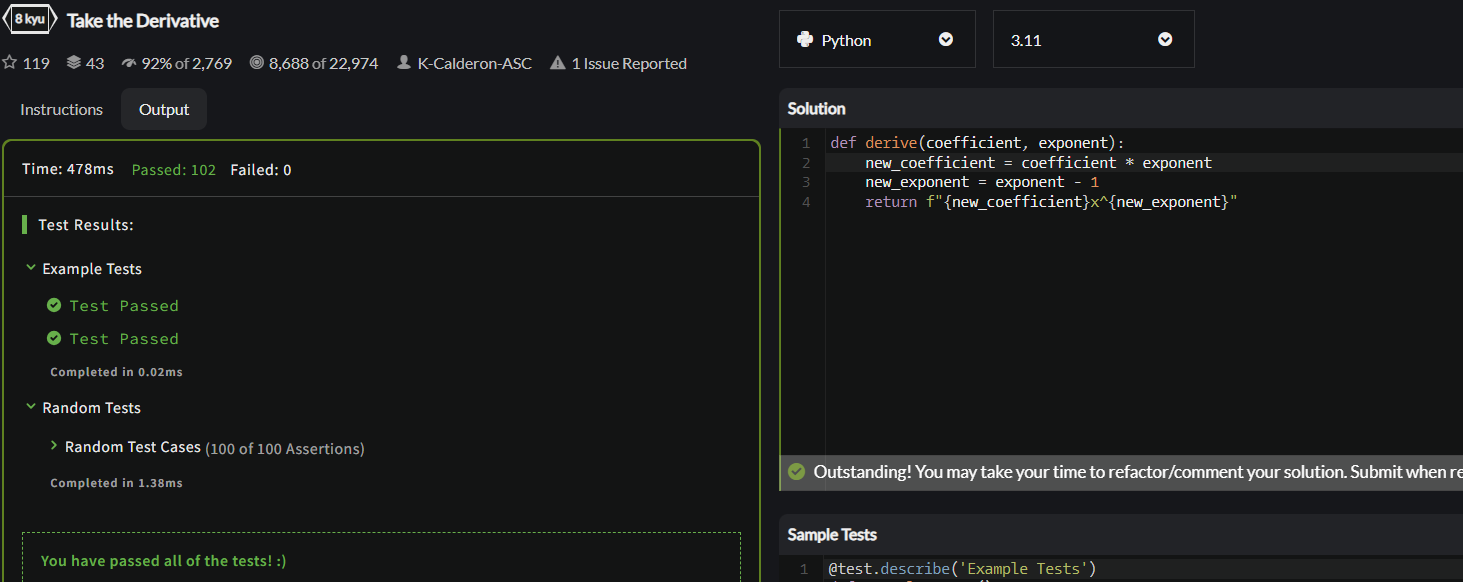 8 kyu Take the Derivative
119 43 92% of 2,769 8,688 of 22,974 K-Calderon-ASC 1 Issue Reported
Instructions Output
Time: 478ms Passed: 102 Failed: 0
Test Results:
Example Tests
Test Passed
Test Passed
Completed in 0.02ms
Random Tests
Random Test Cases (100 of 100 Assertions)
Completed in 1.38ms
You have passed all of the tests! :)
Python 3.11
Solution
1 def derive(coefficient, exponent):
2 new_coefficient = coefficient * exponent
3 new_exponent = exponent - 1
4 return f"{new_coefficient}x^{new_exponent}"
Outstanding! You may take your time to refactor/comment your solution. Submit when re
Sample Tests
1 @test.describe('Example Tests')